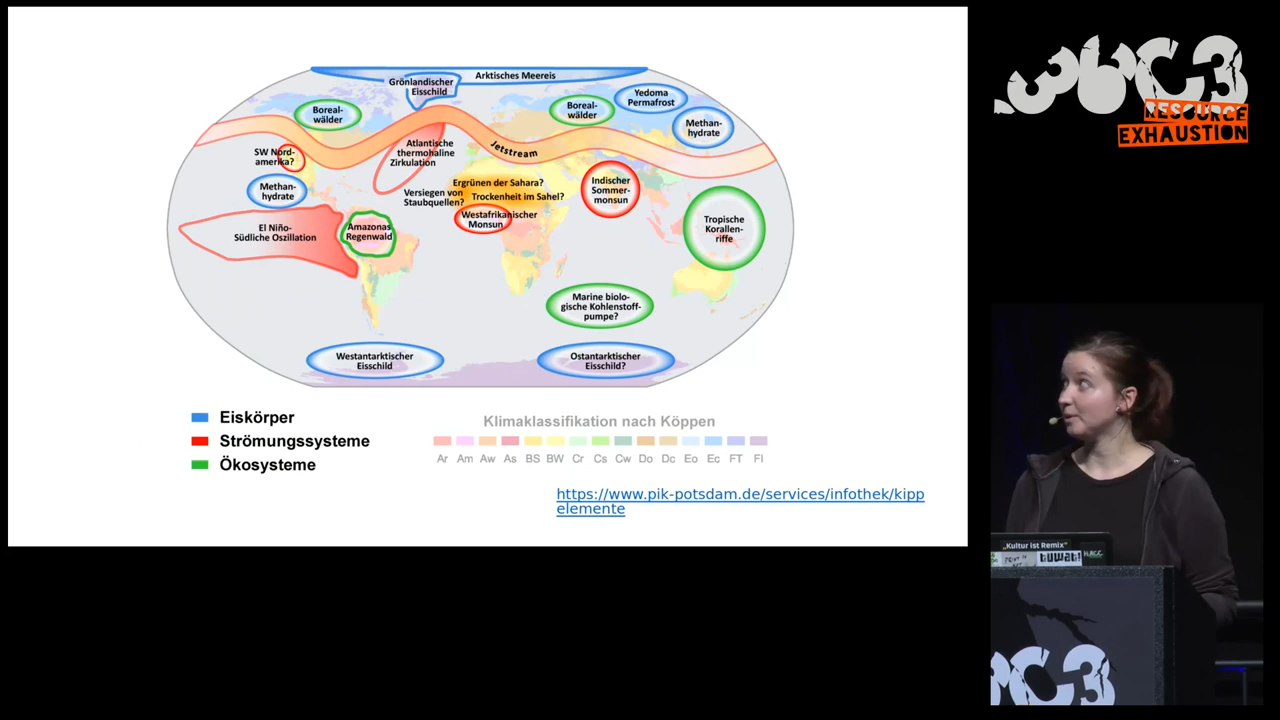 Grönlandischer
Eisschild
Arktisches Meereis
Boreal-
wälder
Boreal-
wälder
Yedoma
Permafrost
Methan-
hydrate
Jetstream
SW Nord-
amerika?
Atlantische
thermohaline
Zirkulation
Methan-
hydrate
Versiegen von
Staubquellen?
Ergrünen der Sahara?
Trockenheit im Sahel?
Indischer
Sommer-
monsun
Westafrikanischer
Monsun
El Niño-
Südliche Oszillation
Amazonas
Regenwald
Tropische
Korallen-
riffe
Marine biolo-
gische Kohlenstoff-
pumpe?
Westantarktischer
Eisschild
Ostantarktischer
Eisschild?
Eiskörper
Strömungssysteme
Ökosysteme
Klimaklassifikation nach Köppen
Ar Am Aw As BS BW Cr Cs Cw Do Dc Eo Ec FT FI
https://www.pik-potsdam.de/services/infothek/kipp
elemente
36C3
RESOURCE
EXHAUSTION
„Kultur ist Remix"
tuwat!